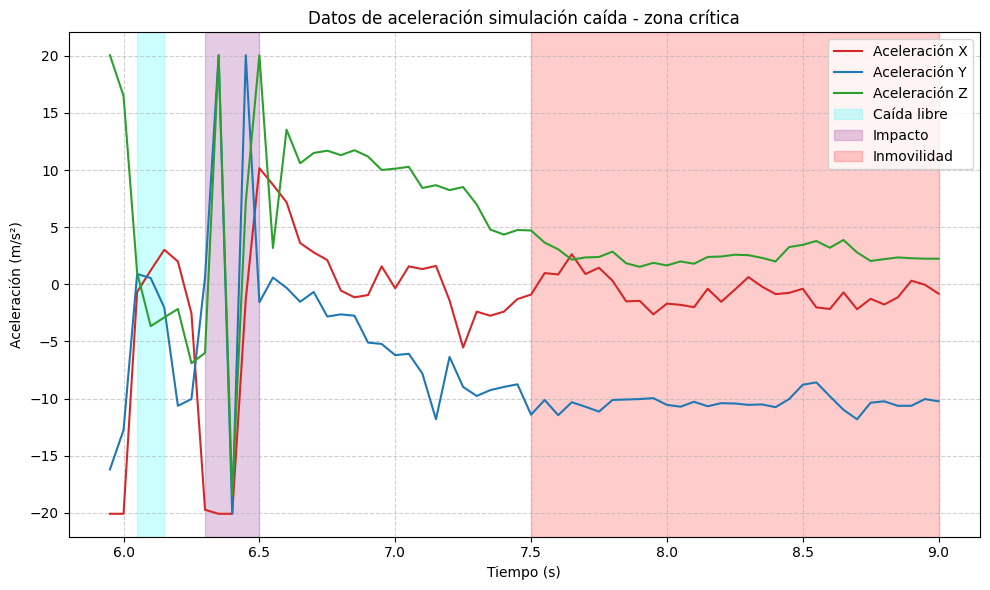 Datos de aceleración simulación caída - zona crítica
Aceleración X
Aceleración Y
Aceleración Z
Caída libre
Impacto
Inmovilidad
Aceleración (m/s²)
20
15
10
5
0
−5
−10
−15
−20
6.0
6.5
7.0
7.5
8.0
8.5
9.0
Tiempo (s)